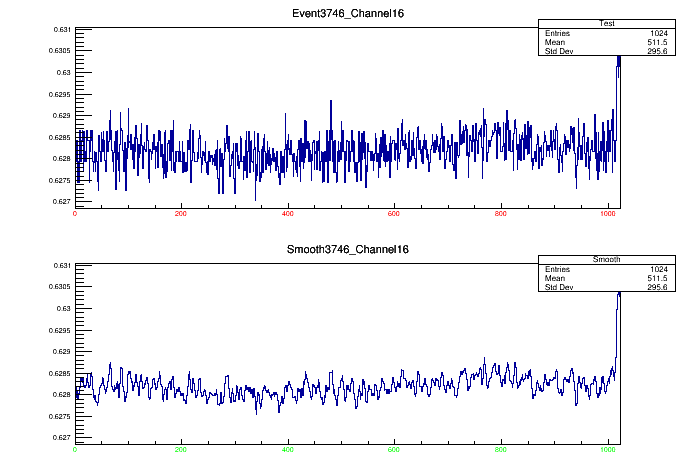 Event3746_Channel16
Test
Entries 1024
Mean 511.5
Std Dev 295.6
0.631
0.6305
0.63
0.6295
0.629
0.6285
0.628
0.6275
0.627
0 200 400 600 800 1000
Smooth3746_Channel16
Smooth
Entries 1024
Mean 511.5
Std Dev 295.6
0.631
0.6305
0.63
0.6295
0.629
0.6285
0.628
0.6275
0.627
0 200 400 600 800 1000